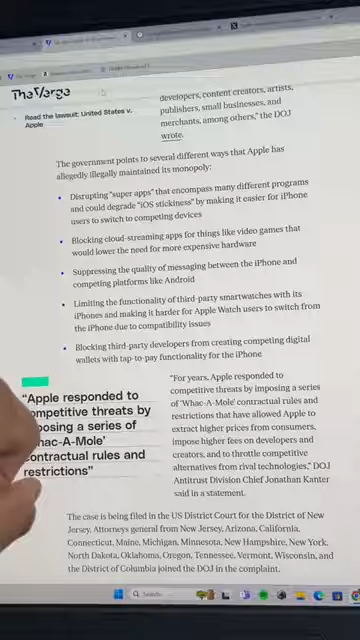 The Verge
developers, content creators, artists,
publishers, small businesses, and
merchants, among others," the DOJ
wrote.
Read the lawsuit: United States v.
Apple
The government points to several different ways that Apple has
allegedly illegally maintained its monopoly:
Disrupting "super apps" that encompass many different programs
and could degrade "iOS stickiness" by making it easier for iPhone
users to switch to competing devices
Blocking cloud-streaming apps for things like video games that
would lower the need for more expensive hardware
Suppressing the quality of messaging between the iPhone and
competing platforms like Android
Limiting the functionality of third-party smartwatches with its
iPhones and making it harder for Apple Watch users to switch from
the iPhone due to compatibility issues
Blocking third-party developers from creating competing digital
wallets with tap-to-pay functionality for the iPhone
"Apple responded to
competitive threats by
posing a series of
hac-A-Mole'
contractual rules and
restrictions"
"For years, Apple responded to
competitive threats by imposing a series
of 'Whac-A-Mole' contractual rules and
restrictions that have allowed Apple to
extract higher prices from consumers,
impose higher fees on developers and
creators, and to throttle competitive
alternatives from rival technologies," DOJ
Antitrust Division Chief Jonathan Kanter
said in a statement.
The case is being filed in the US District Court for the District of New
Jersey. Attorneys general from New Jersey, Arizona, California,
Connecticut, Maine, Michigan, Minnesota, New Hampshire, New York,
North Dakota, Oklahoma, Oregon, Tennessee, Vermont, Wisconsin, and
the District of Columbia joined the DOJ in the complaint.
Search